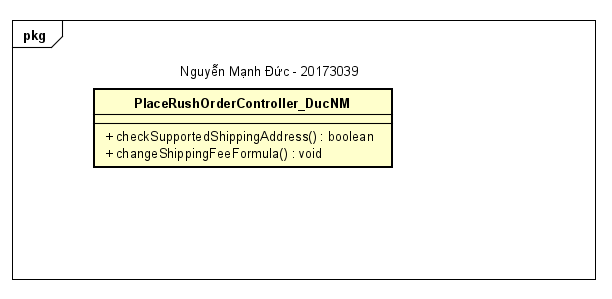 pkg
Nguyễn Mạnh Đức - 20173039
PlaceRushOrderController_DucNM
+ checkSupportedShippingAddress() : boolean
+ changeShippingFeeFormula() : void